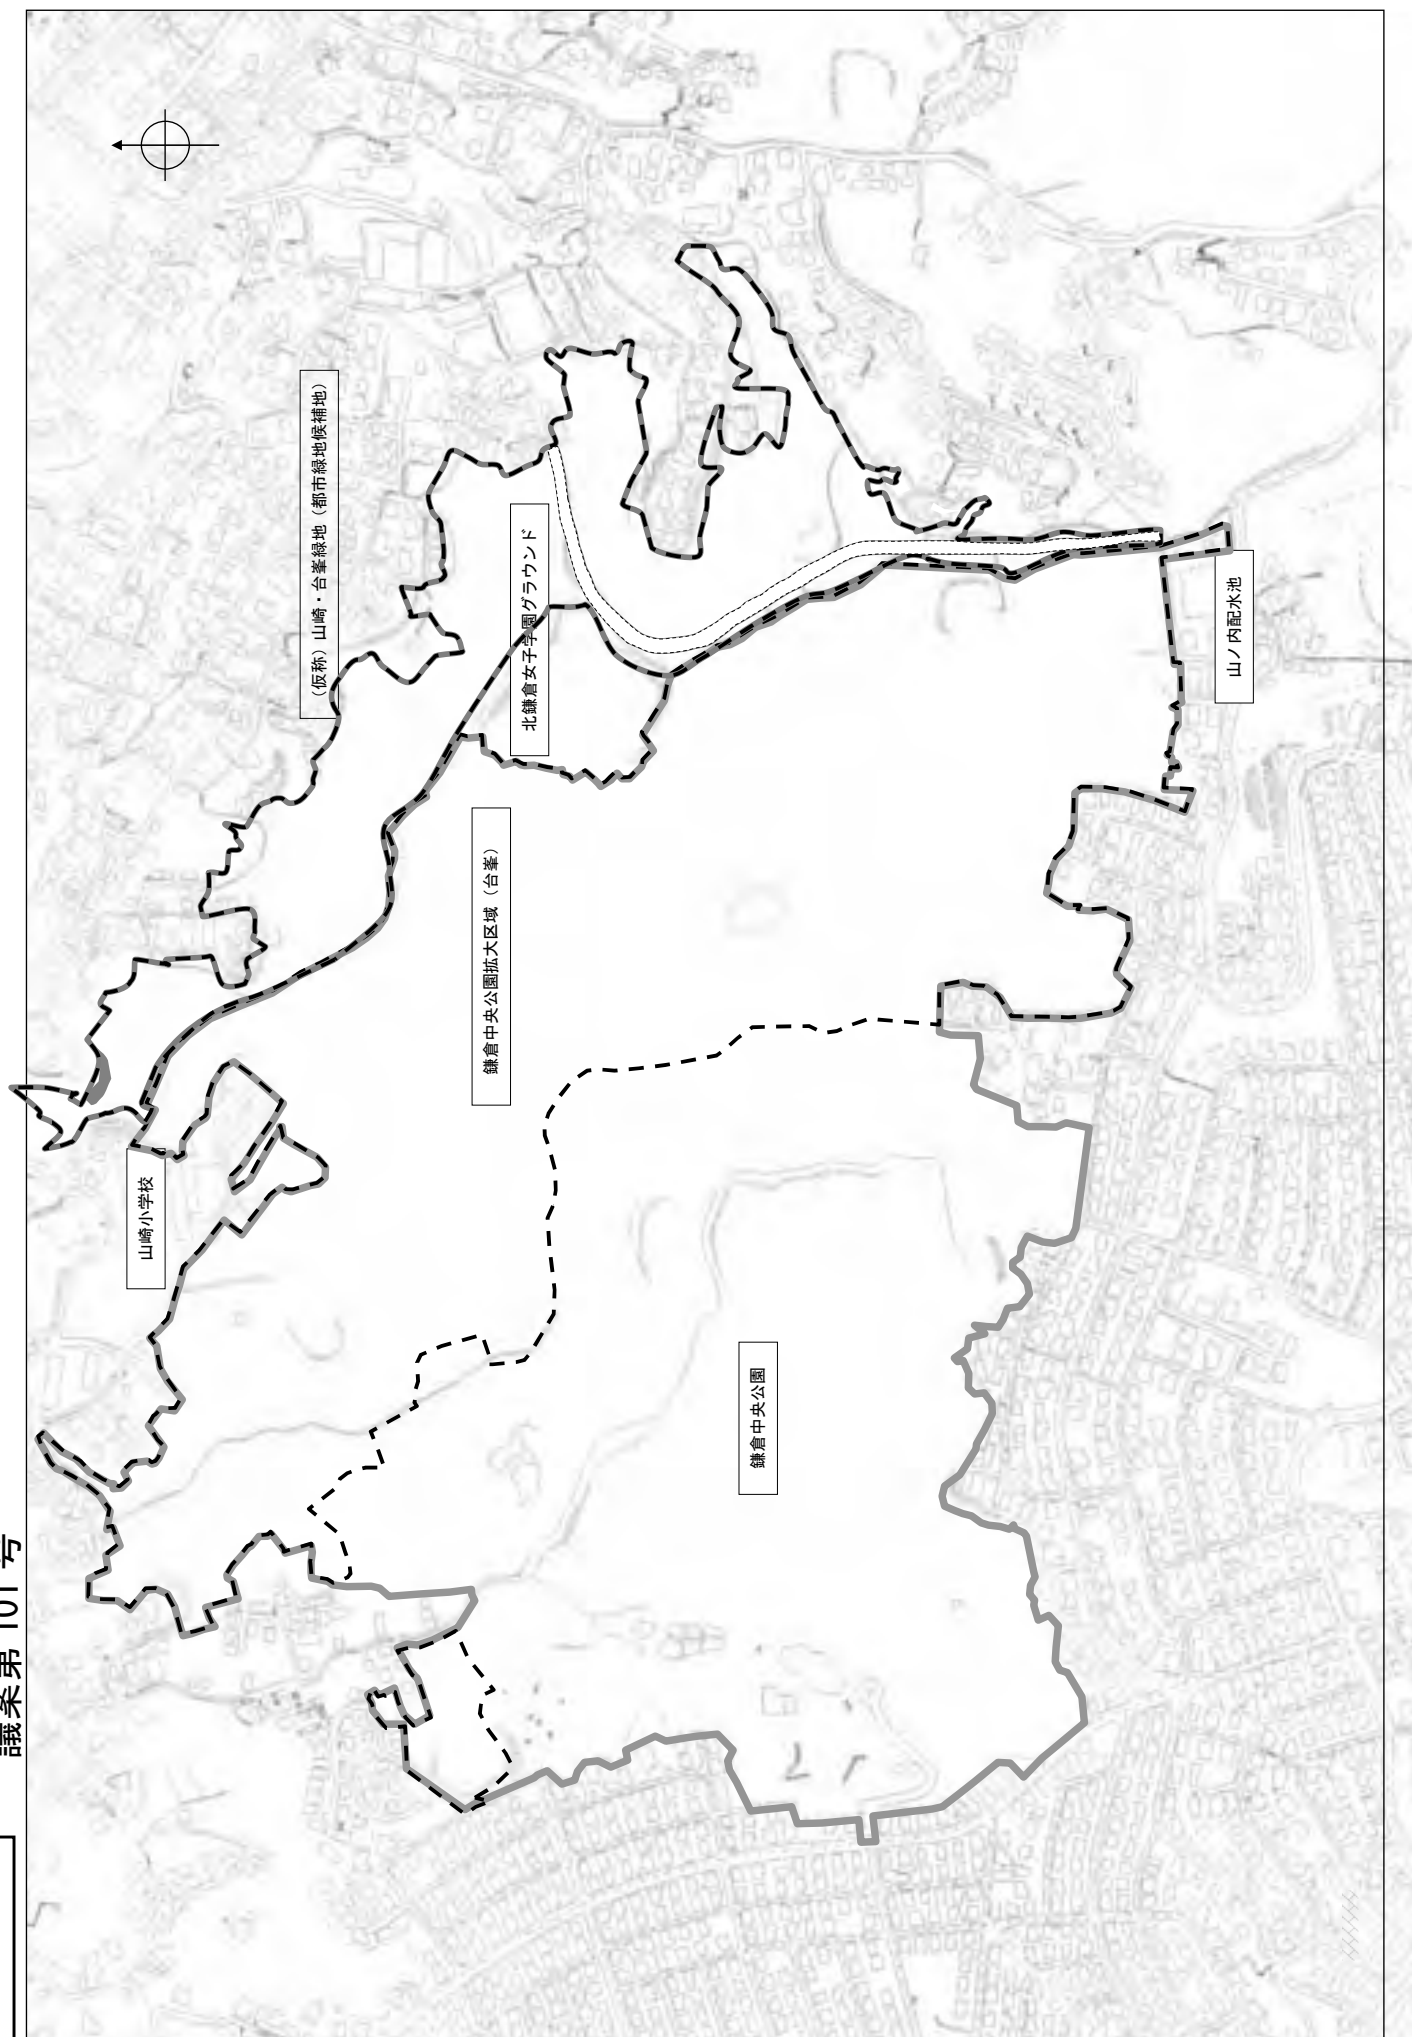 議案第 101 号
(仮称) 山崎・台峯緑地 (都市緑地候補地)
北鎌倉女子学園グラウンド
鎌倉中央公園拡大区域 (台峯)
山ノ内配水池
山崎小学校
鎌倉中央公園